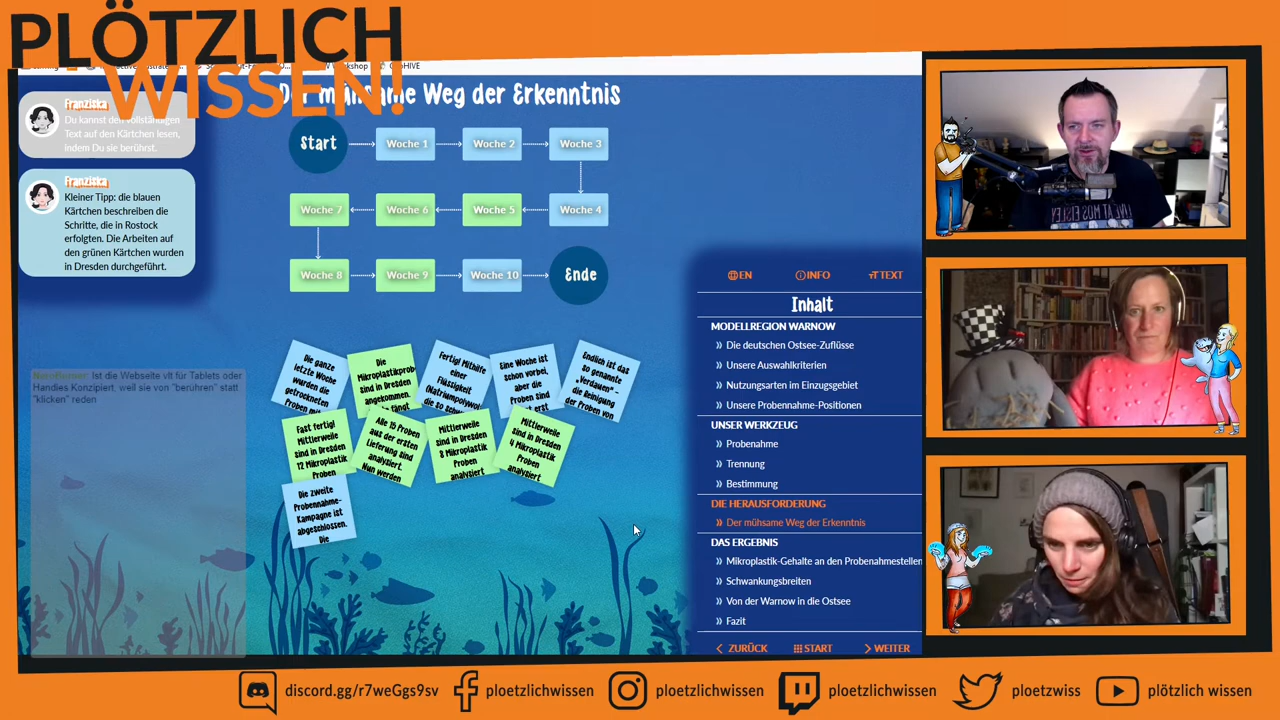 PLÖTZLICH
WISSEN!
Der mühsame Weg der Erkenntnis
Franziska
Du kannst den vollständigen
Text auf den Kärtchen lesen,
indem Du sie berührst.
Franziska
Kleiner Tipp: die blauen
Kärtchen beschreiben die
Schritte, die in Rostock
erfolgten. Die Arbeiten auf
den grünen Kärtchen wurden
in Dresden durchgeführt.
Start
Woche 1
Woche 2
Woche 3
Woche 7
Woche 6
Woche 5
Woche 4
Woche 8
Woche 9
Woche 10
Ende
Ist die Webseite vllt für Tablets oder
Handles Konzipiert, weil sie von "berühren" statt
"klicken" reden
Die ganze
letzte Woche
wurden die
getrockneten
Proben
Die
Mikroplastikprob
sind in Dresden
angekommen.
Fertig! Mithilfe
einer
Flüssigkeit
(Natriumpolywol
die so
Eine Woche ist
schon vorbei,
aber die
Proben sind
erst
Endlich ist das
so genannte
„Verdauen" –
die Reinigung
der Proben von
Fast fertig!
Mittlerweile
sind in Dresden
12 Mikroplastik
Proben
Alle 15 Proben
aus der ersten
Lieferung sind
analysiert.
Nun werden
Mittlerweile
sind in Dresden
8 Mikroplastik
Proben
analysiert
Mittlerweile
sind in Dresden
4 Mikroplastik
Proben
analysiert
Die zweite
Probennahme-
Kampagne ist
abgeschlossen.
Die
EN
INFO
TEXT
Inhalt
MODELLREGION WARNOW
Die deutschen Ostsee-Zuflüsse
Unsere Auswahlkriterien
Nutzungsarten im Einzugsgebiet
Unsere Probennahme-Positionen
UNSER WERKZEUG
Probenahme
Trennung
Bestimmung
DIE HERAUSFORDERUNG
Der mühsame Weg der Erkenntnis
DAS ERGEBNIS
Mikroplastik-Gehalte an den Probenahmestellen
Schwankungsbreiten
Von der Warnow in die Ostsee
Fazit
ZURÜCK
START
WEITER
discord.gg/r7weGgs9sv
ploetzlichwissen
ploetzlichwissen
ploetzlichwissen
ploetzwiss
plötzlich wissen